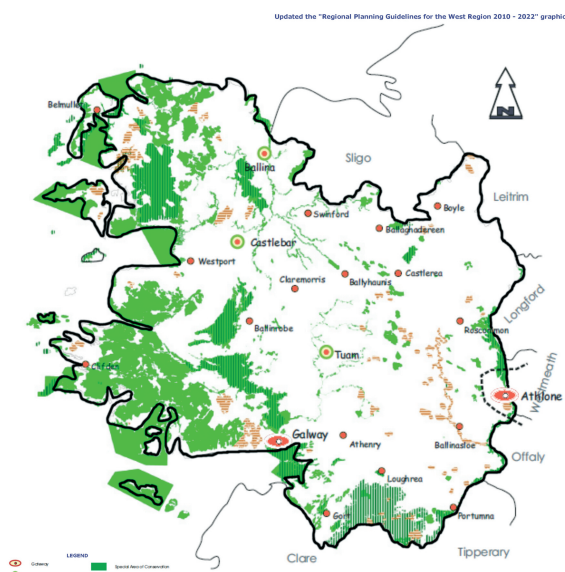 Updated the "Regional Planning Guidelines for the West Region 2010 - 2022" graphic
Belmullet
Ballina
Sligo
Leitrim
Swinford
Boyle
Ballaghadereen
Castlebar
Westport
Claremorris
Ballyhaunis
Castlerea
Longford
Ballinrobe
Roscommon
Tuam
Clifden
Westmeath
Athlone
Galway
Athenry
Ballinasloe
Offaly
Loughrea
Gort
Portumna
Clare
Tipperary
N
LEGEND
Gateway
Special Area of Conservation